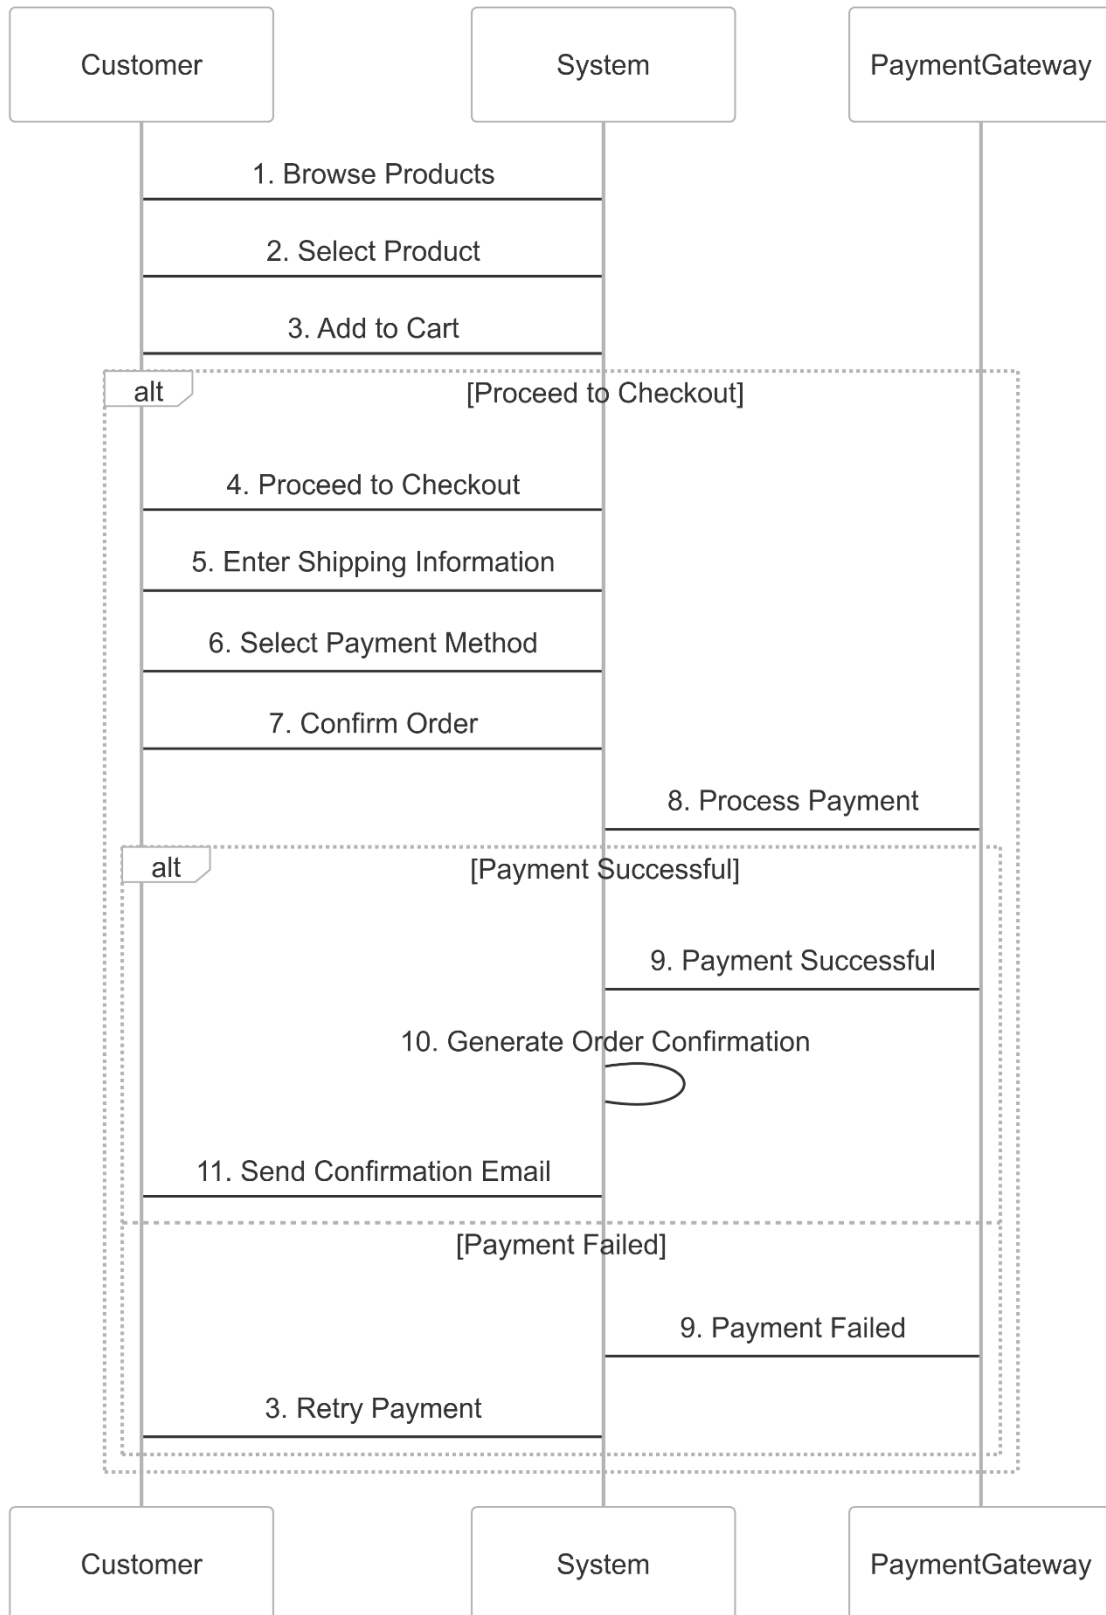 Customer
System
PaymentGateway
1. Browse Products
2. Select Product
3. Add to Cart
alt
[Proceed to Checkout]
4. Proceed to Checkout
5. Enter Shipping Information
6. Select Payment Method
7. Confirm Order
8. Process Payment
alt
[Payment Successful]
9. Payment Successful
10. Generate Order Confirmation
11. Send Confirmation Email
[Payment Failed]
9. Payment Failed
3. Retry Payment
Customer
System
PaymentGateway